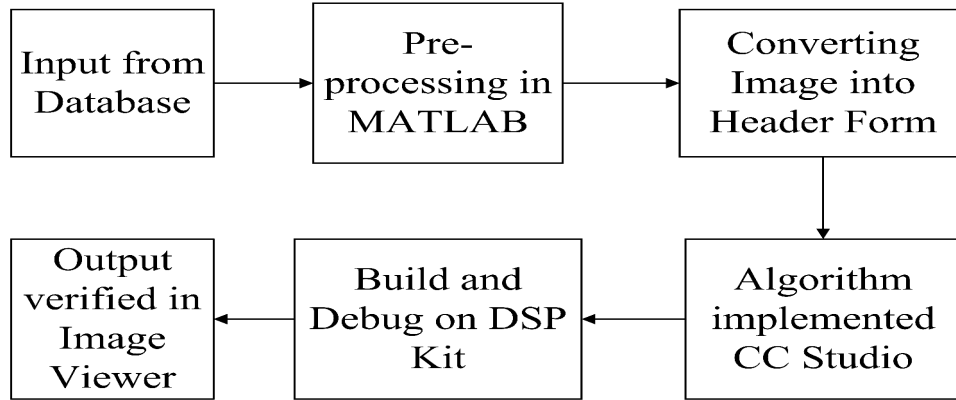 Input from
Database
Pre-
processing in
MATLAB
Converting
Image into
Header Form
Algorithm
implemented
CC Studio
Build and
Debug on DSP
Kit
Output
verified in
Image
Viewer